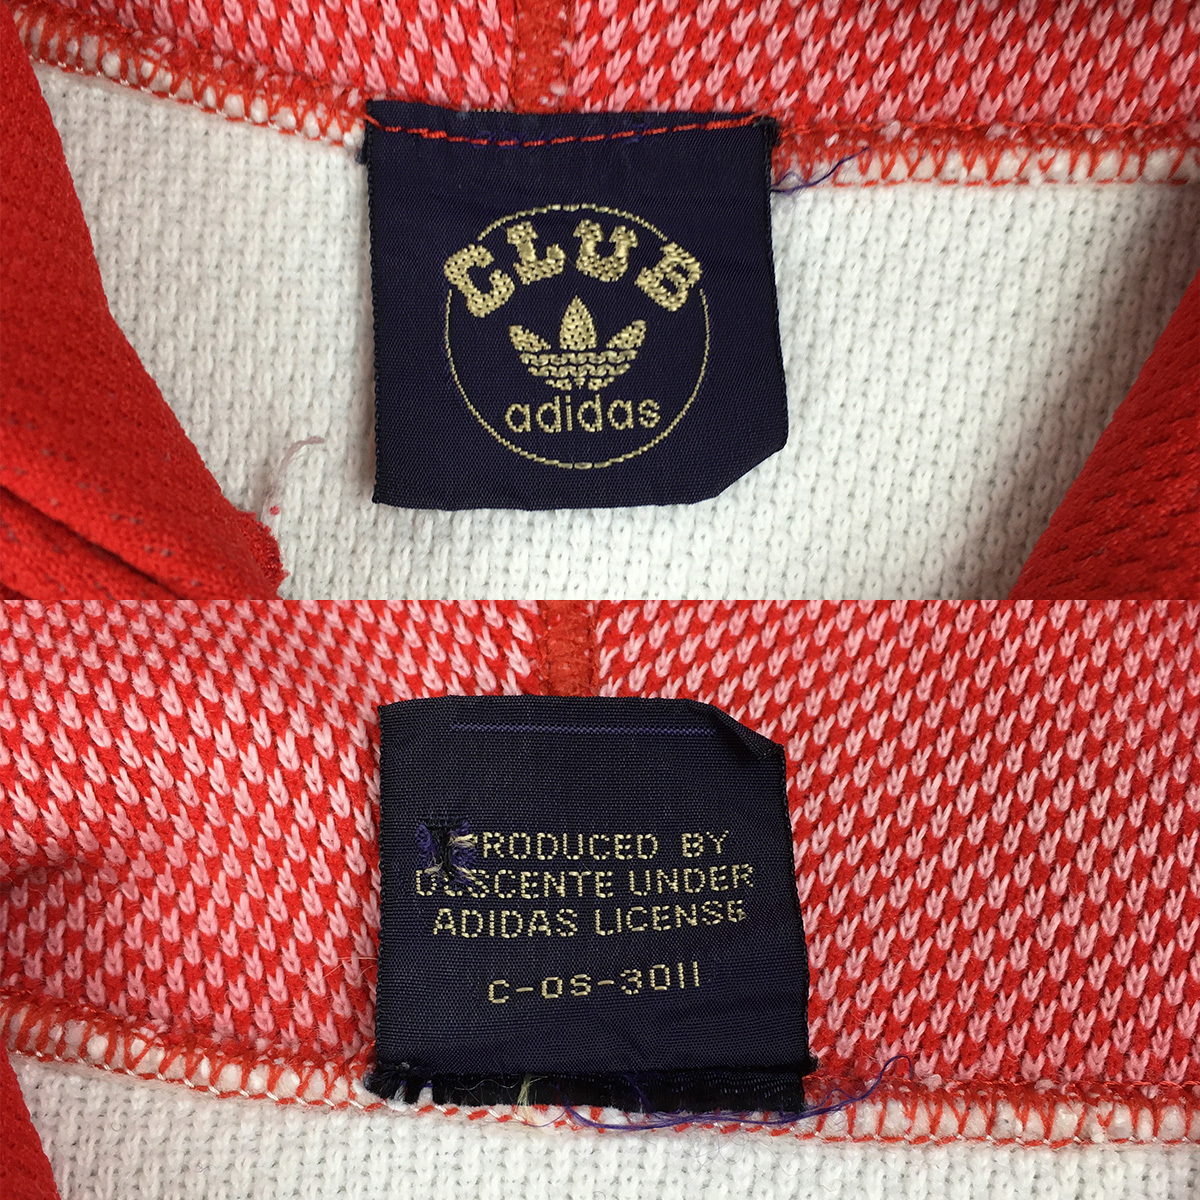 CLUB
adidas
PRODUCED BY
DESCENTE UNDER
ADIDAS LICENSE
C-OS-3011